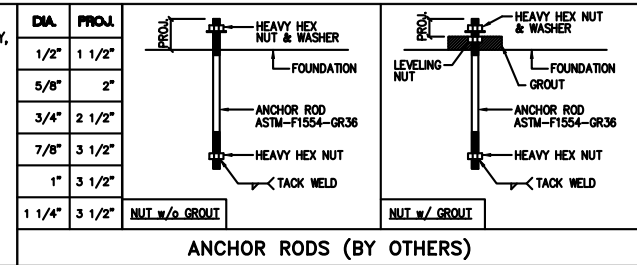 Y,
DIA. PROJ.
1/2" 1 1/2"
5/8" 2"
3/4" 2 1/2"
7/8" 3 1/2"
1" 3 1/2"
1 1/4" 3 1/2"
PROJ.
HEAVY HEX
NUT & WASHER
FOUNDATION
ANCHOR ROD
ASTM-F1554-GR36
HEAVY HEX NUT
TACK WELD
NUT w/o GROUT
PROJ.
HEAVY HEX NUT
& WASHER
LEVELING
NUT
FOUNDATION
GROUT
ANCHOR ROD
ASTM-F1554-GR36
HEAVY HEX NUT
TACK WELD
NUT w/ GROUT
ANCHOR RODS (BY OTHERS)